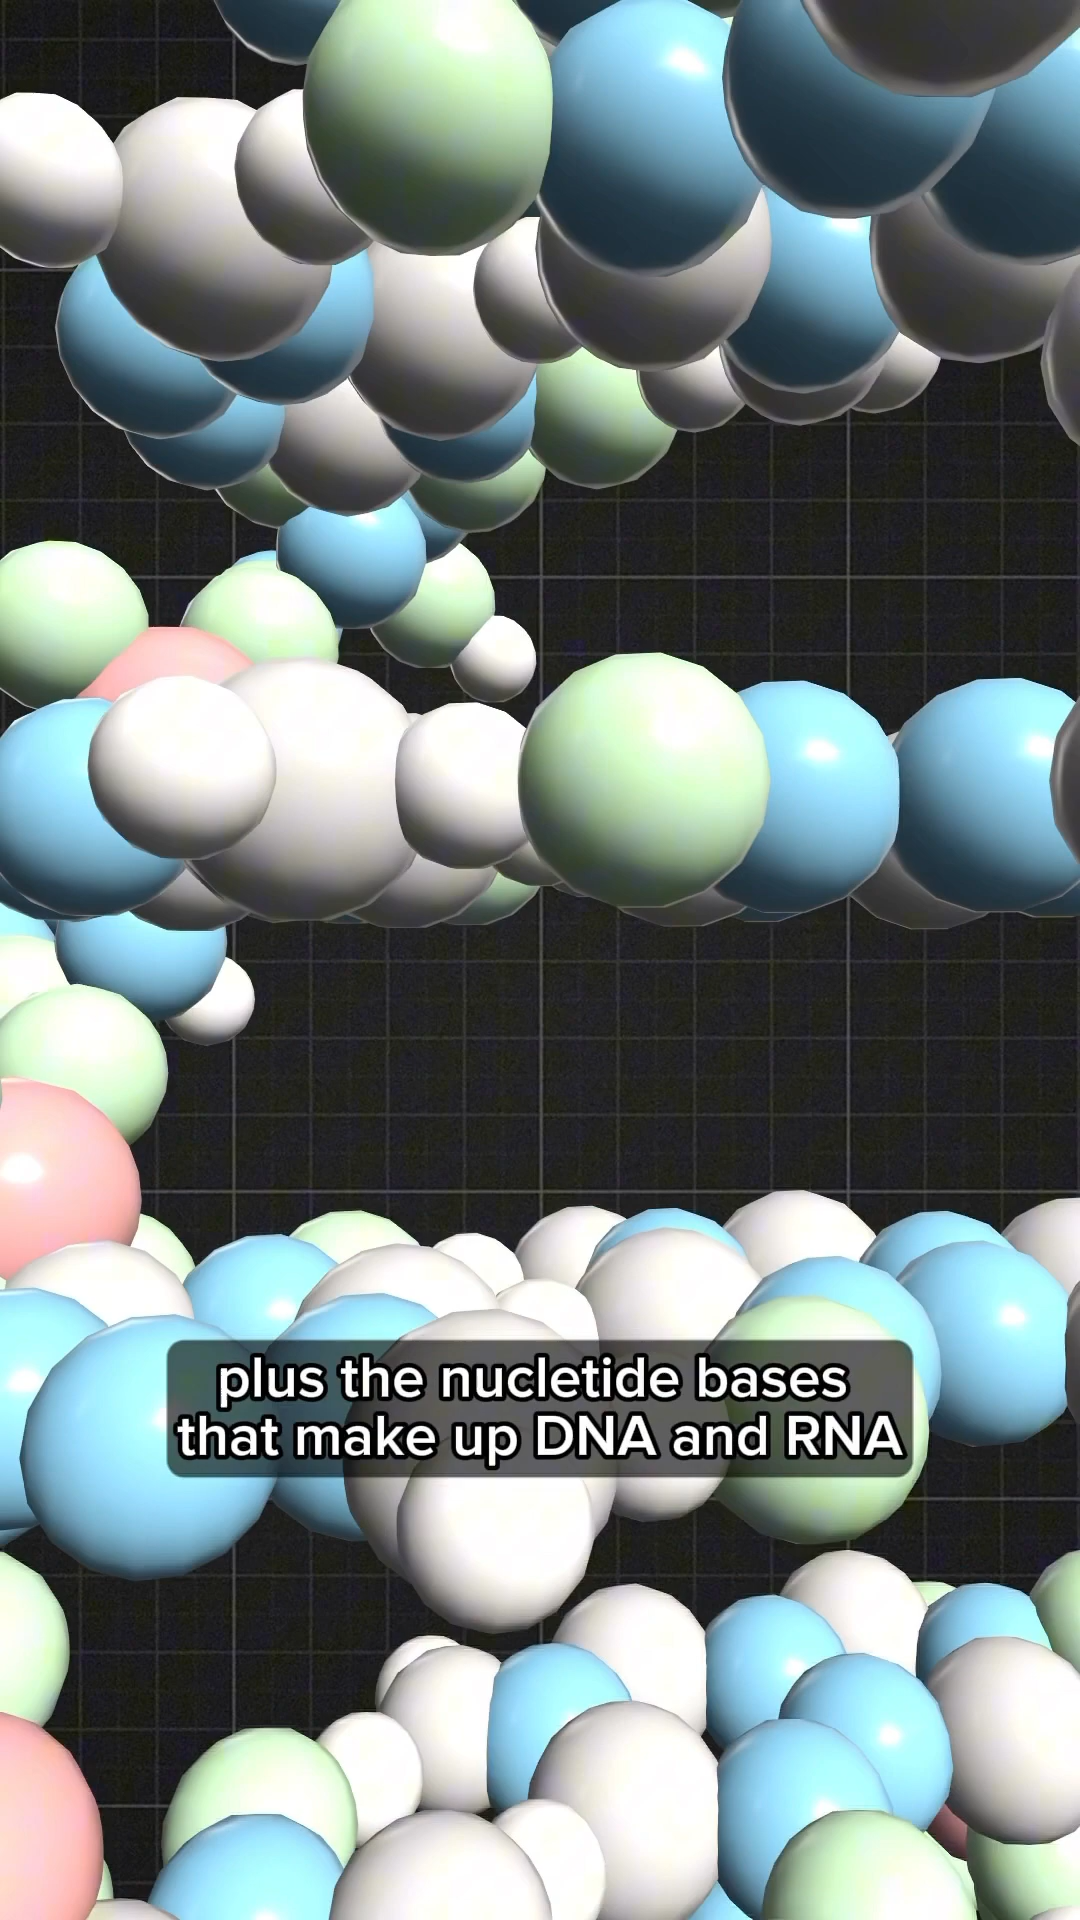 plus the nucletide bases
that make up DNA and RNA